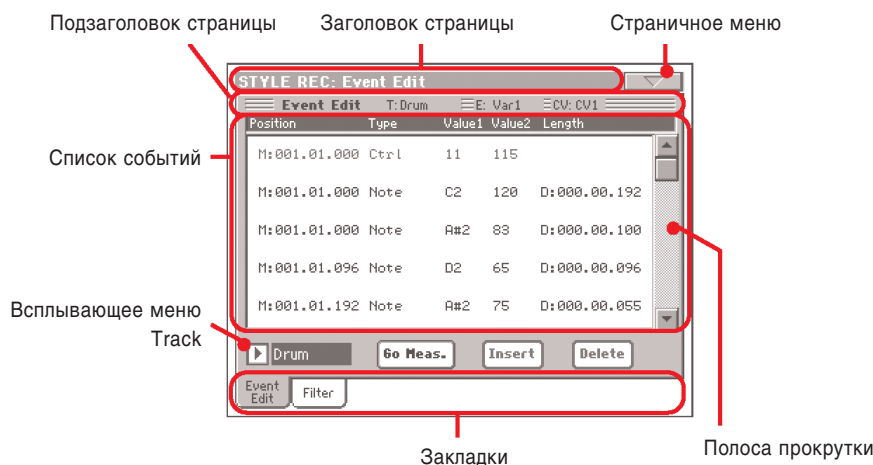 Подзаголовок страницы
Заголовок страницы
Страничное меню
STYLE REC: Event Edit
Event Edit T:Drum E: Var1 CV: CV1
Position Type Value1 Value2 Length
Список событий
M:001.01.000 Ctrl 11 115
M:001.01.000 Note C2 120 D:000.00.192
M:001.01.000 Note A#2 83 D:000.00.100
M:001.01.096 Note D2 65 D:000.00.096
M:001.01.192 Note A#2 75 D:000.00.055
Всплывающее меню
Track
Drum Go Meas. Insert Delete
Event
Edit
Filter
Закладки
Полоса прокрутки